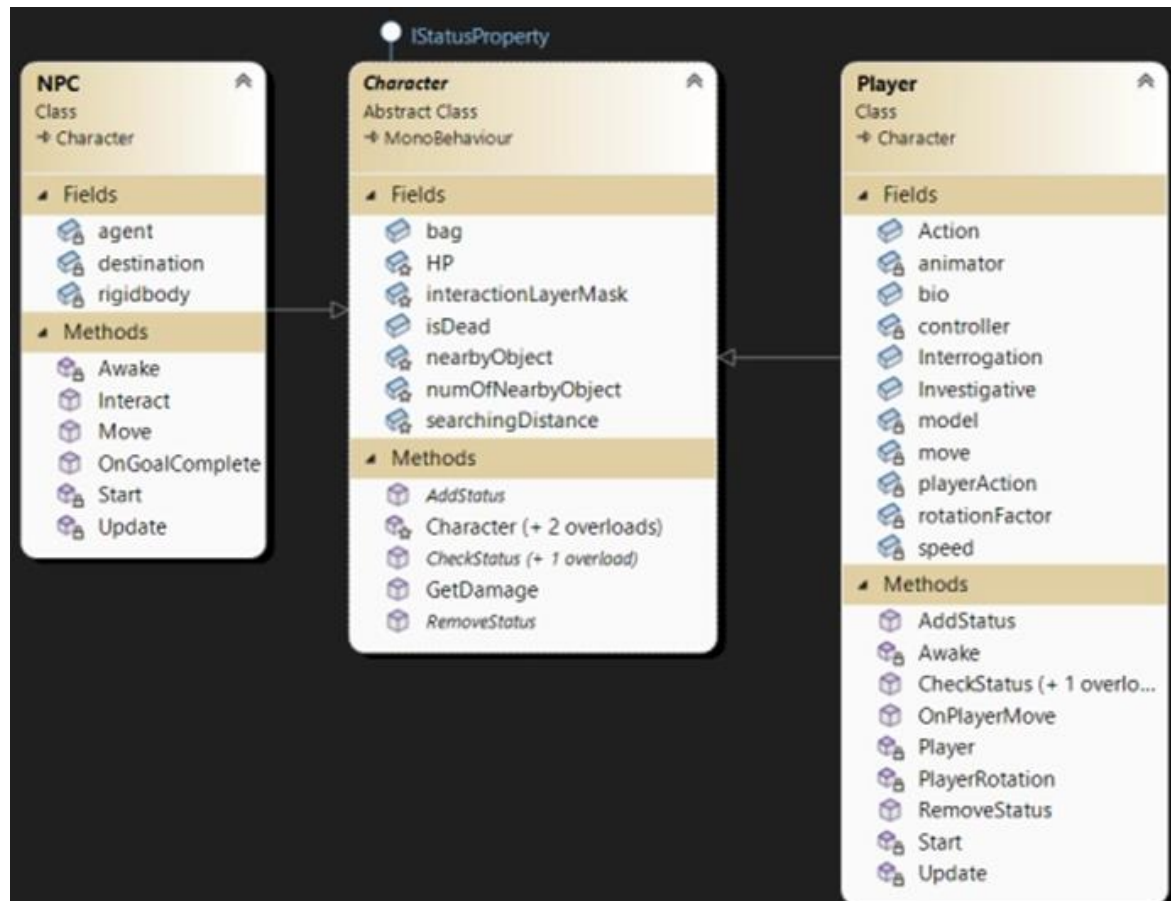 IStatusProperty
NPC
Class
Character
Fields
agent
destination
rigidbody
Methods
Awake
Interact
Move
OnGoalComplete
Start
Update
Character
Abstract Class
MonoBehaviour
Fields
bag
HP
interactionLayerMask
isDead
nearbyObject
numOfNearbyObject
searchingDistance
Methods
AddStatus
Character (+ 2 overloads)
CheckStatus (+ 1 overload)
GetDamage
RemoveStatus
Player
Class
Character
Fields
Action
animator
bio
controller
Interrogation
Investigative
model
move
playerAction
rotationFactor
speed
Methods
AddStatus
Awake
CheckStatus (+ 1 overlo...
OnPlayerMove
Player
PlayerRotation
RemoveStatus
Start
Update